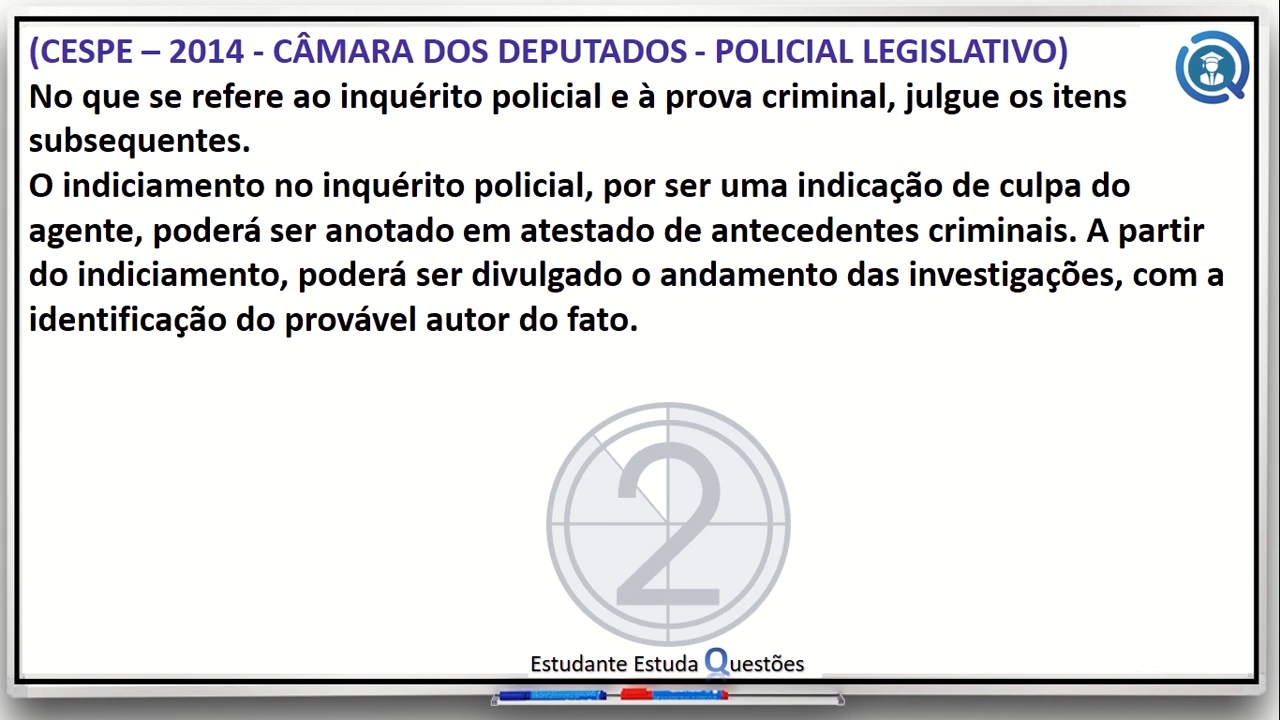 (CESPE – 2014 - CÂMARA DOS DEPUTADOS - POLICIAL LEGISLATIVO)
No que se refere ao inquérito policial e à prova criminal, julgue os itens
subsequentes.
O indiciamento no inquérito policial, por ser uma indicação de culpa do
agente, poderá ser anotado em atestado de antecedentes criminais. A partir
do indiciamento, poderá ser divulgado o andamento das investigações, com a
identificação do provável autor do fato.
2
Estudante Estuda Questões